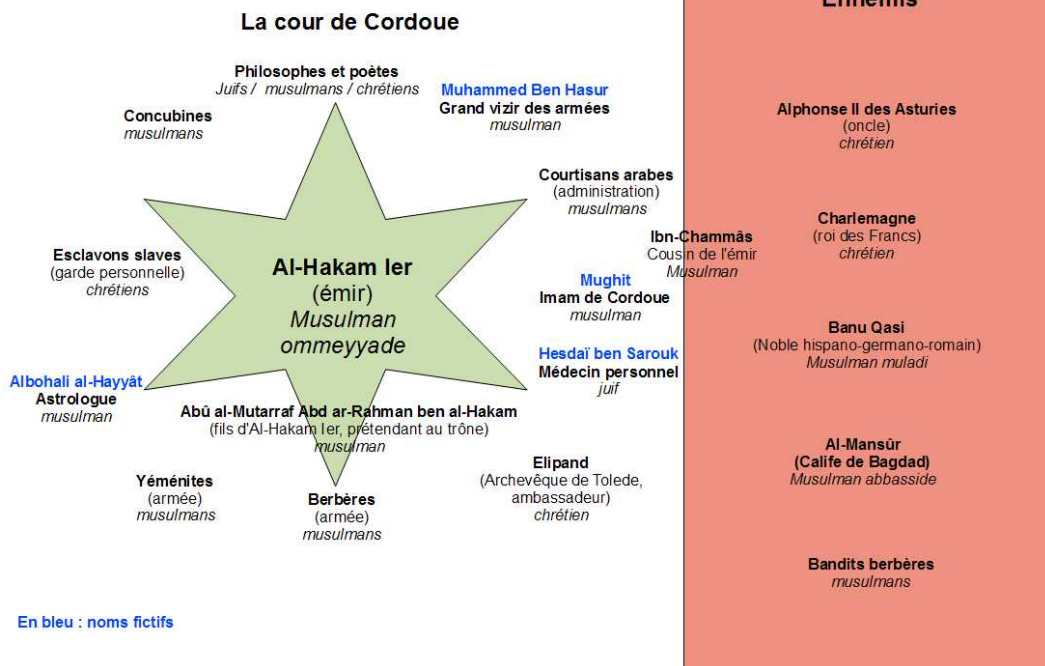 La cour de Cordoue
Philosophes et poètes
Juifs / musulmans / chrétiens
Muhammed Ben Hasur
Grand vizir des armées
musulman
Concubines
musulmans
Courtisans arabes
(administration)
musulmans
Ibn-Chammâs
Cousin de l'émir
Musulman
Esclavons slaves
(garde personnelle)
chrétiens
Al-Hakam Ier
(émir)
Musulman
ommeyyade
Mughit
Imam de Cordoue
musulman
Hesdaï ben Sarouk
Médecin personnel
juif
Albohali al-Hayyât
Astrologue
musulman
Abû al-Mutarraf Abd ar-Rahman ben al-Hakam
(fils d'Al-Hakam Ier, prétendant au trône)
musulman
Elipand
(Archevêque de Tolede,
ambassadeur)
chrétien
Yéménites
(armée)
musulmans
Berbères
(armée)
musulmans
En bleu : noms fictifs
Ennemis
Alphonse II des Asturies
(oncle)
chrétien
Charlemagne
(roi des Francs)
chrétien
Banu Qasi
(Noble hispano-germano-romain)
Musulman muladi
Al-Mansûr
(Calife de Bagdad)
Musulman abbasside
Bandits berbères
musulmans